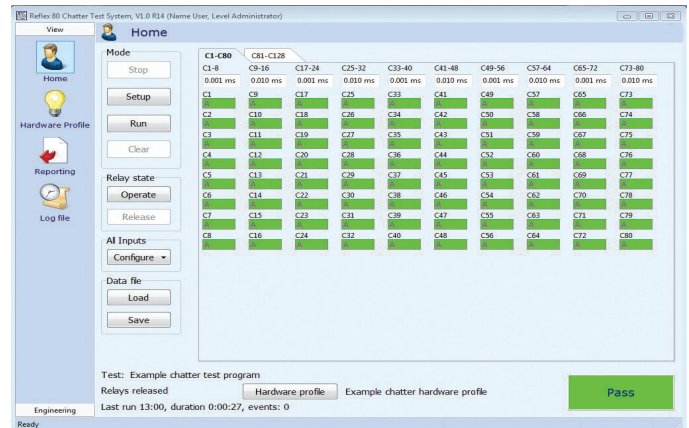 Reflex 80 Chatter Test System, V1.0 R14 (Name User, Level Administrator)
View
Home
Hardware Profile
Reporting
Log file
Engineering
Home
Mode
Stop
Setup
Run
Clear
Relay state
Operate
Release
All Inputs
Configure
Data file
Load
Save
C1-C80 C81-C128
C1-8 C9-16 C17-24 C25-32 C33-40 C41-48 C49-56 C57-64 C65-72 C73-80
0.001 ms 0.010 ms 0.001 ms 0.010 ms 0.001 ms 0.010 ms 0.001 ms 0.010 ms 0.001 ms 0.010 ms
C1 C9 C17 C25 C33 C41 C49 C57 C65 C73
A A A A A A A A A A
C2 C10 C18 C26 C34 C42 C50 C58 C66 C74
A A A A A A A A A A
C3 C11 C19 C27 C35 C43 C51 C59 C67 C75
A A A A A A A A A A
C4 C12 C20 C28 C36 C44 C52 C60 C68 C76
A A A A A A A A A A
C5 C13 C21 C29 C37 C45 C53 C61 C69 C77
A A A A A A A A A A
C6 C14 C22 C30 C38 C46 C54 C62 C70 C78
A A A A A A A A A A
C7 C15 C23 C31 C39 C47 C55 C63 C71 C79
A A A A A A A A A A
C8 C16 C24 C32 C40 C48 C56 C64 C72 C80
A A A A A A A A A A
Test: Example chatter test program
Relays released Hardware profile Example chatter hardware profile
Last run 13:00, duration 0:00:27, events: 0
Pass
Ready